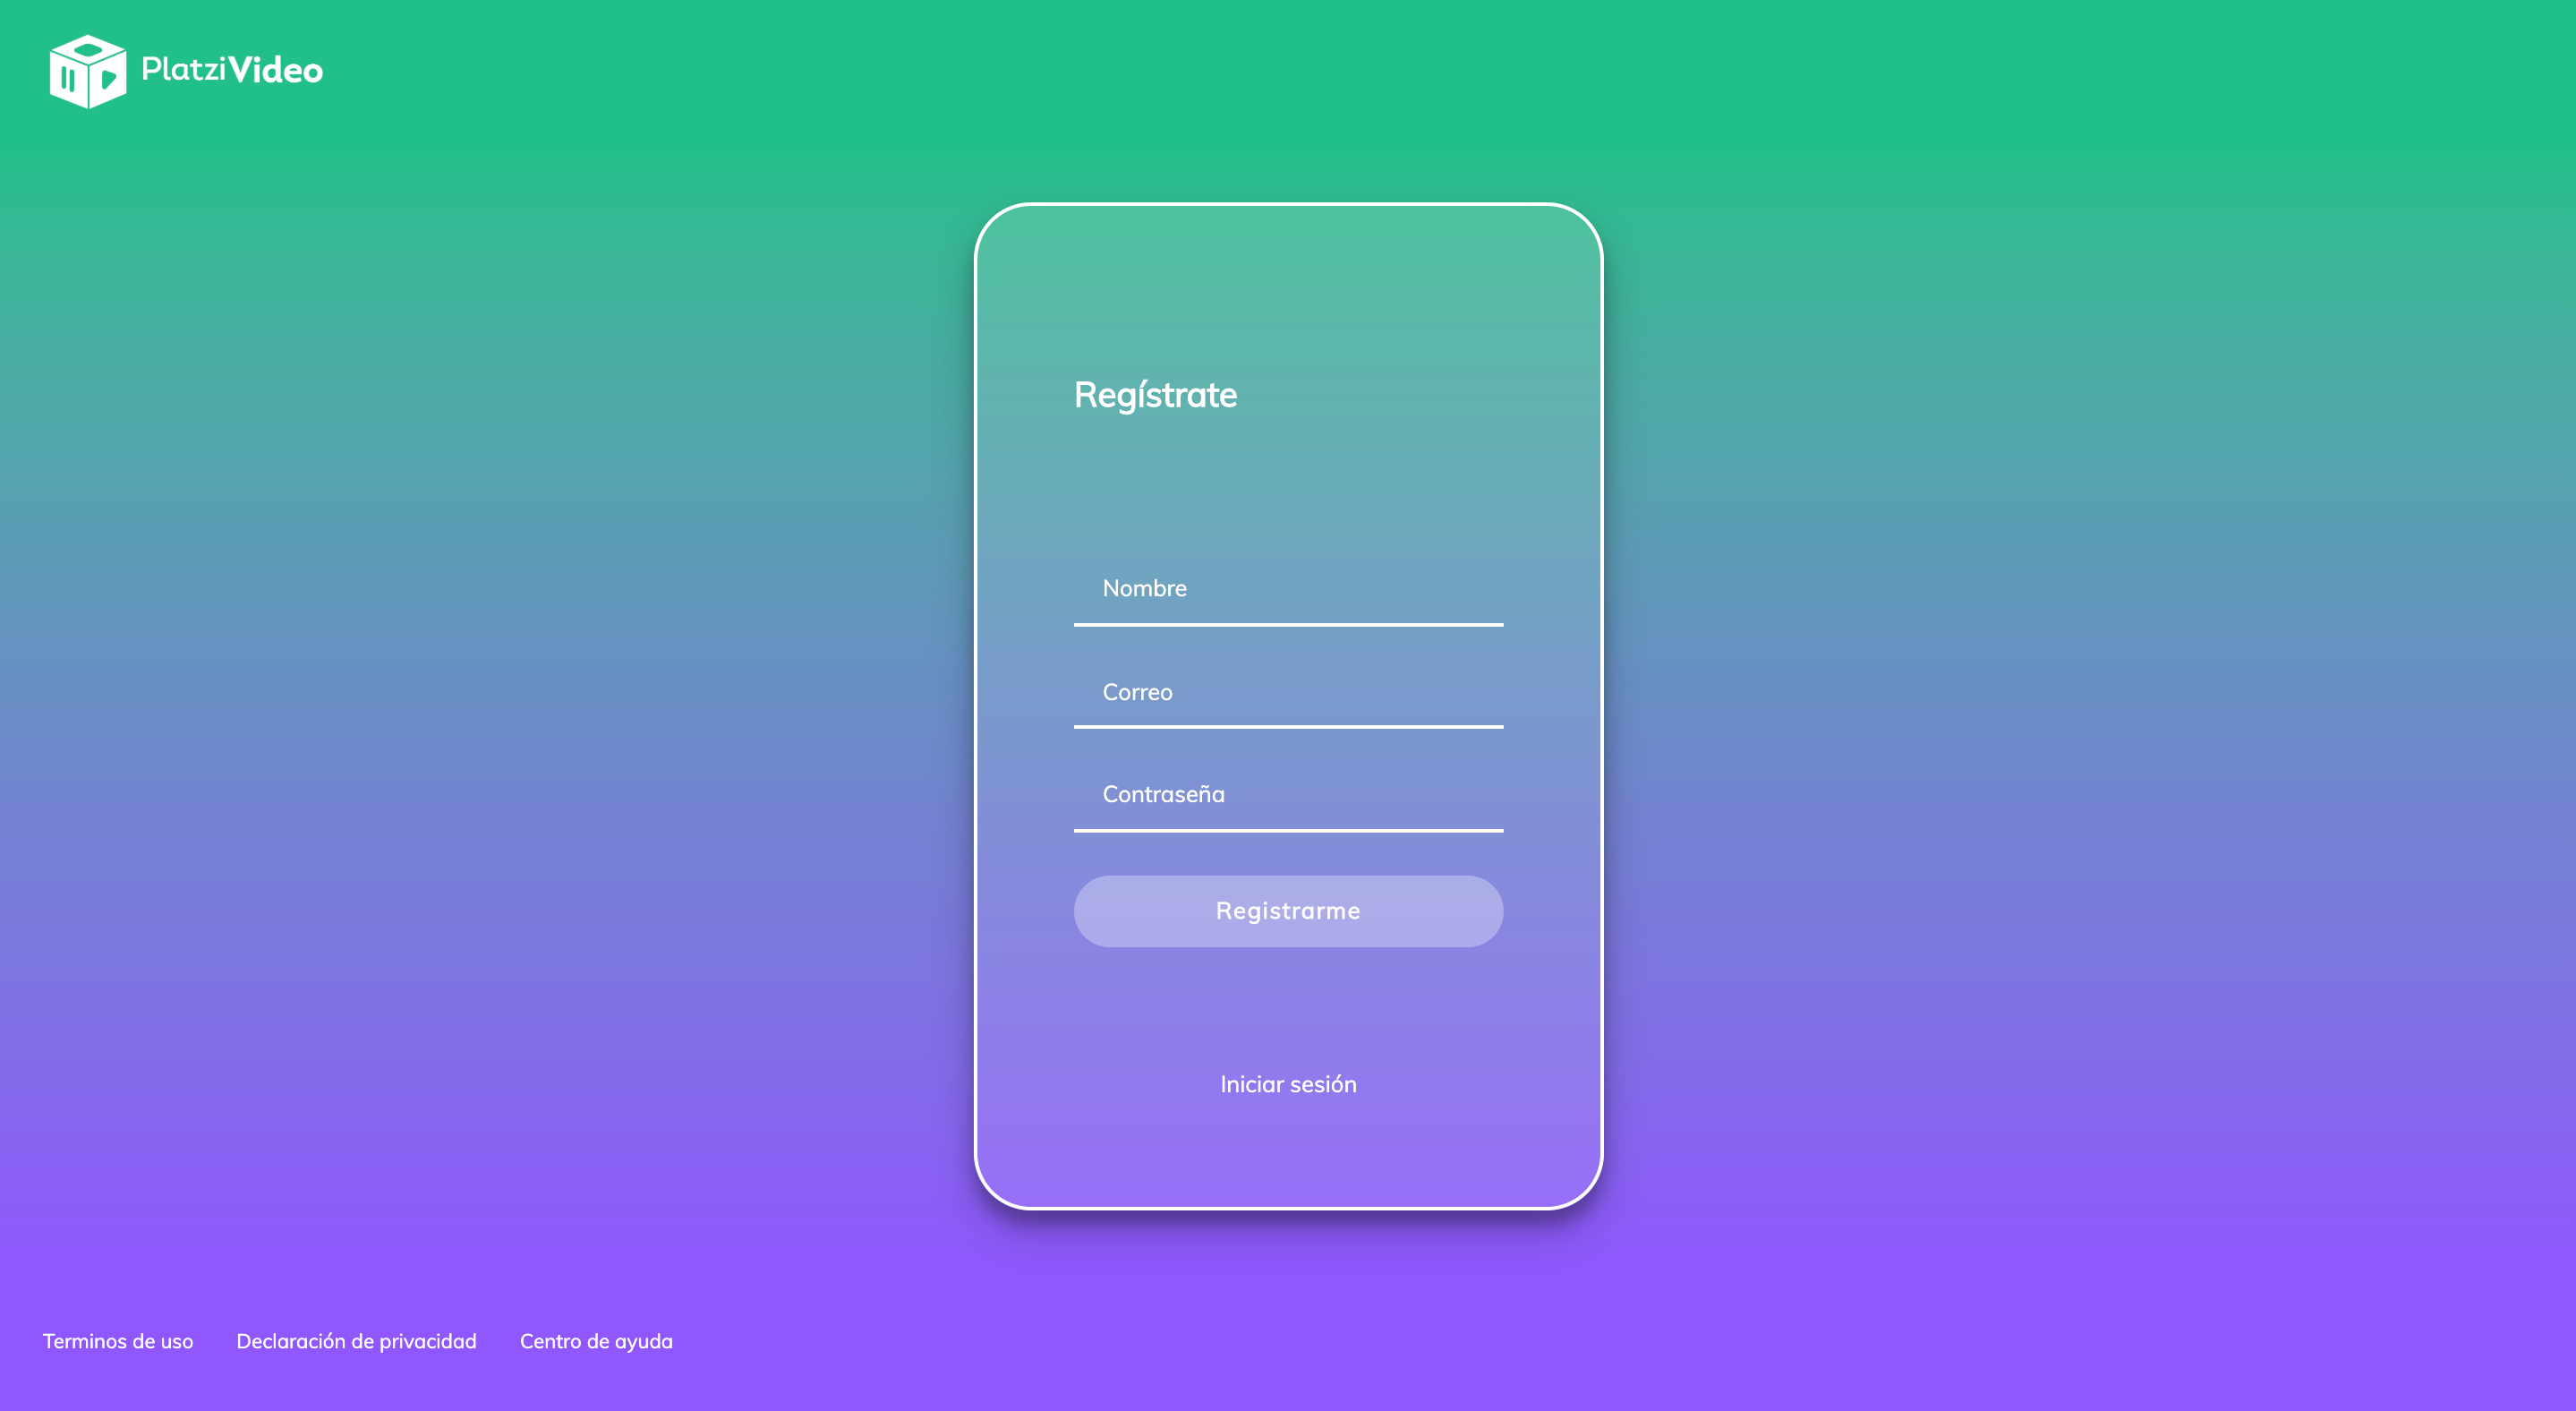 PlatziVideo
Regístrate
Nombre
Correo
Contraseña
Registrarme
Iniciar sesión
Terminos de uso Declaración de privacidad Centro de ayuda